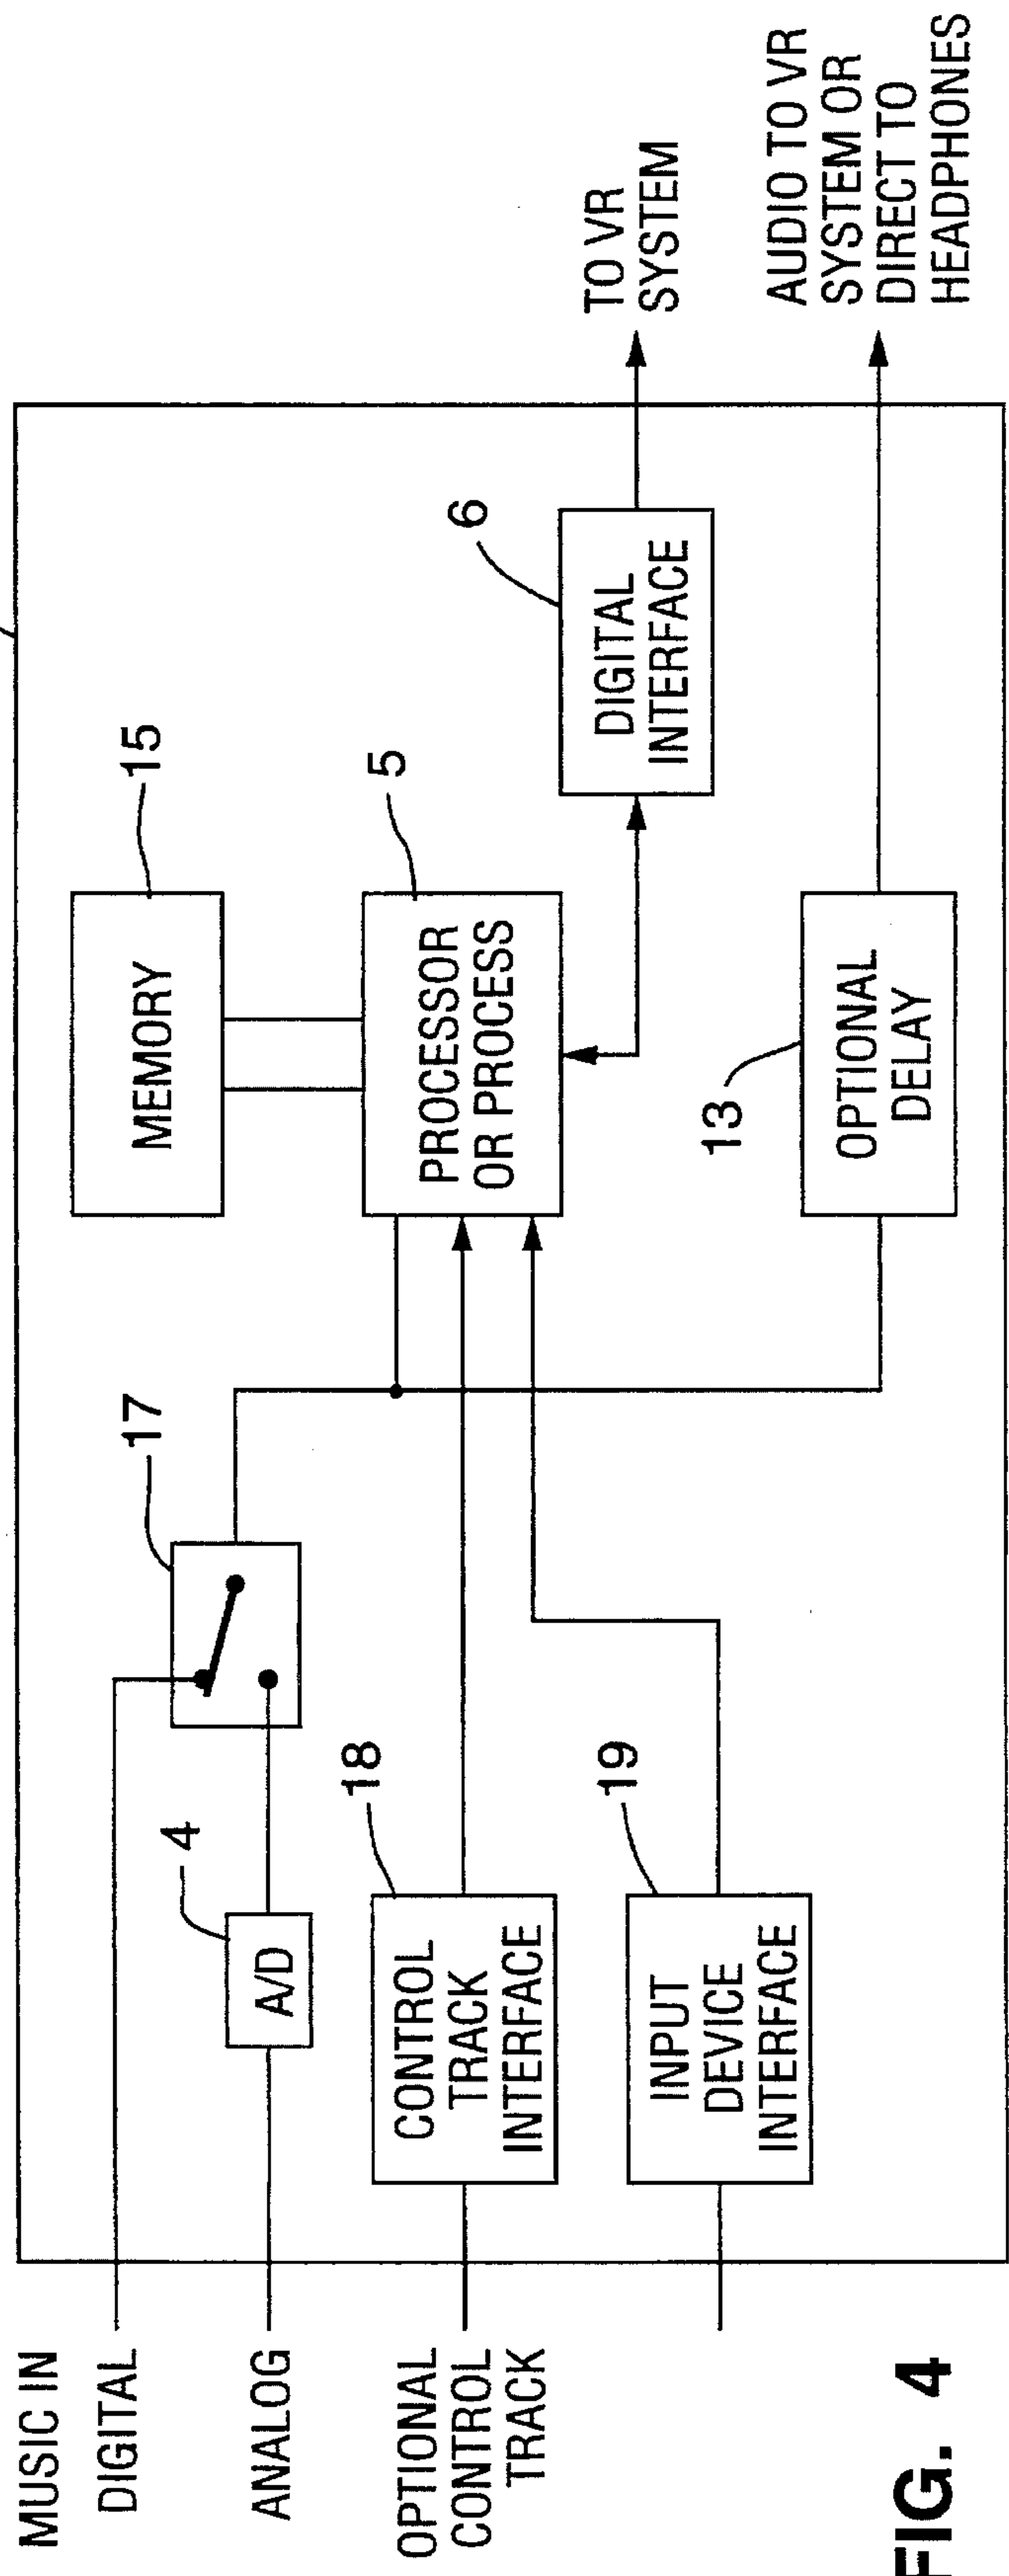 MUSIC IN
DIGITAL
ANALOG
OPTIONAL
CONTROL
TRACK
4
A/D
17
18
CONTROL
TRACK
INTERFACE
19
INPUT
DEVICE
INTERFACE
15
MEMORY
5
PROCESSOR
OR PROCESS
13
OPTIONAL
DELAY
6
DIGITAL
INTERFACE
TO VR
SYSTEM
AUDIO TO VR
SYSTEM OR
DIRECT TO
HEADPHONES
FIG. 4